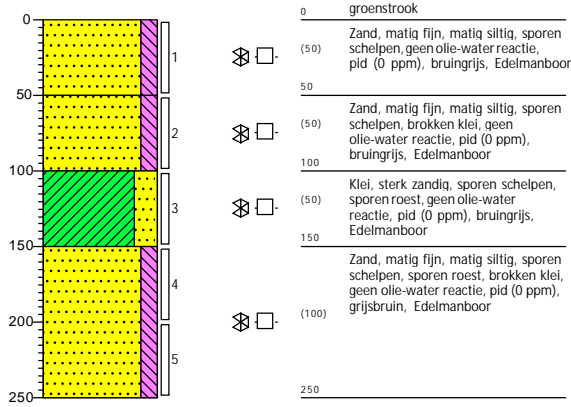 0
groenstrook
0
1
(50)
Zand, matig fijn, matig siltig, sporen
schelpen, geen olie-water reactie,
pid (0 ppm), bruingrijs, Edelmanboor
50
50
2
(50)
Zand, matig fijn, matig siltig, sporen
schelpen, brokken klei, geen
olie-water reactie, pid (0 ppm),
bruingrijs, Edelmanboor
100
100
3
(50)
Klei, sterk zandig, sporen schelpen,
sporen roest, geen olie-water
reactie, pid (0 ppm), bruingrijs,
Edelmanboor
150
150
4
Zand, matig fijn, matig siltig, sporen
schelpen, sporen roest, brokken klei,
geen olie-water reactie, pid (0 ppm),
grijsbruin, Edelmanboor
(100)
200
5
250
250